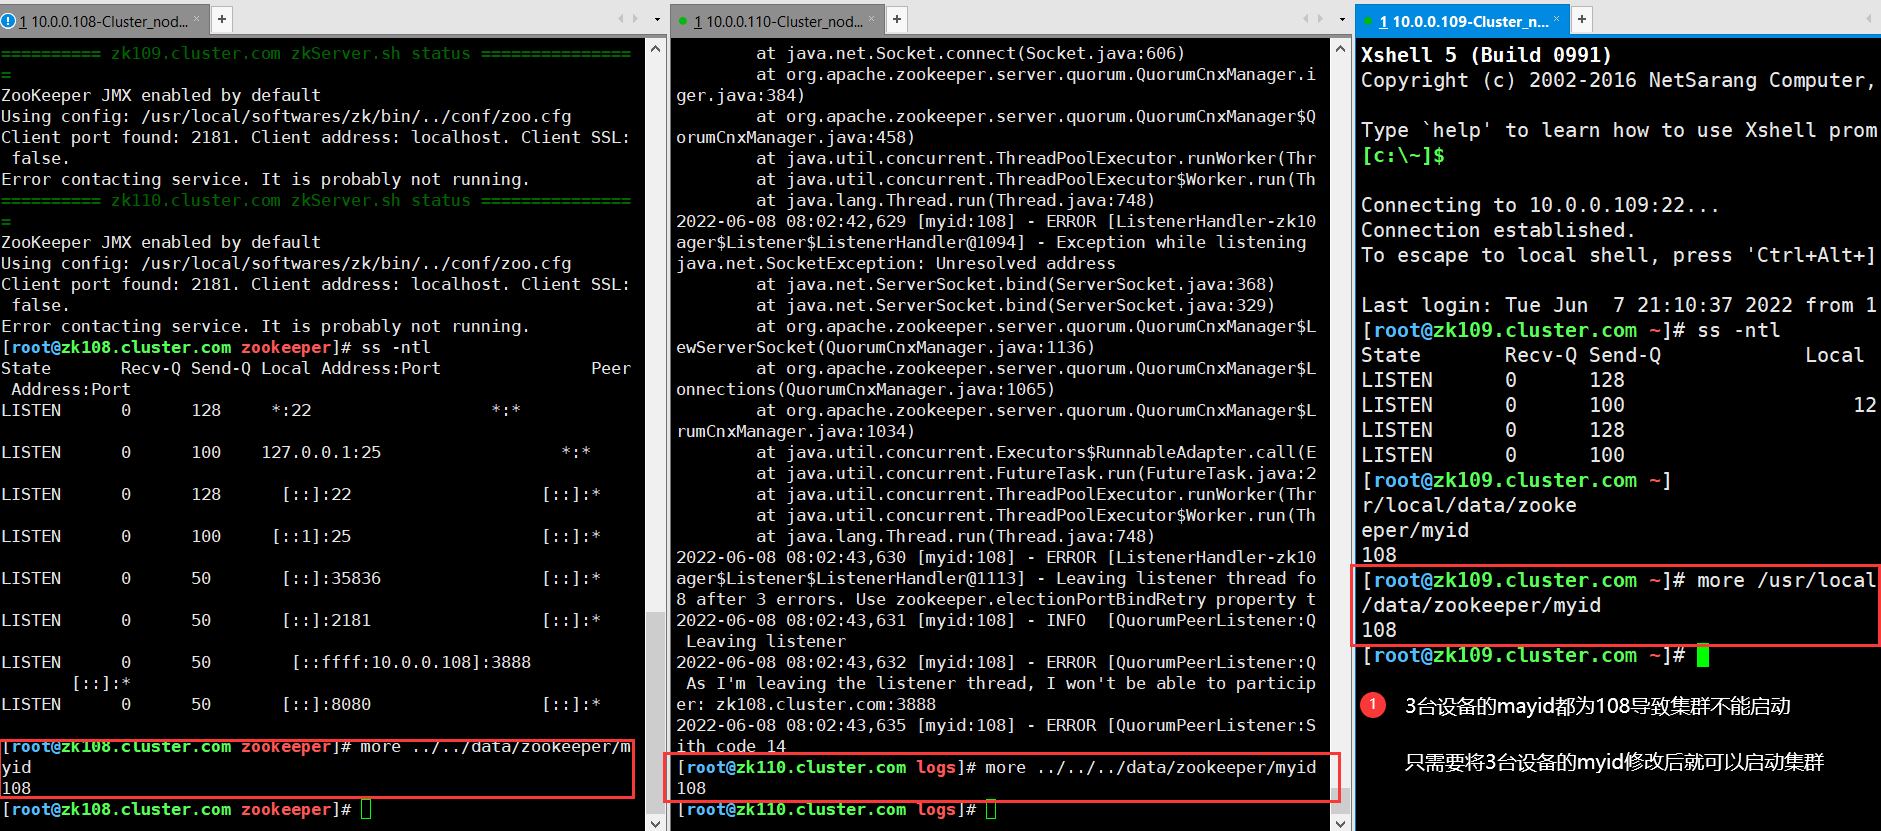 1 10.0.0.108-Cluster_nod... × +
========== zk109.cluster.com zkServer.sh status ===============
=
ZooKeeper JMX enabled by default
Using config: /usr/local/softwares/zk/bin/../conf/zoo.cfg
Client port found: 2181. Client address: localhost. Client SSL:
false.
Error contacting service. It is probably not running.
========== zk110.cluster.com zkServer.sh status ===============
=
ZooKeeper JMX enabled by default
Using config: /usr/local/softwares/zk/bin/../conf/zoo.cfg
Client port found: 2181. Client address: localhost. Client SSL:
false.
Error contacting service. It is probably not running.
[root@zk108.cluster.com zookeeper]# ss -ntl
State Recv-Q Send-Q Local Address:Port Peer
Address:Port
LISTEN 0 128 *:22 *:*
LISTEN 0 100 127.0.0.1:25 *:*
LISTEN 0 128 [::]:22 [::]:*
LISTEN 0 100 [::1]:25 [::]:*
LISTEN 0 50 [::]:35836 [::]:*
LISTEN 0 50 [::]:2181 [::]:*
LISTEN 0 50 [::ffff:10.0.0.108]:3888
[::]:*
LISTEN 0 50 [::]:8080 [::]:*
[root@zk108.cluster.com zookeeper]# more ../../data/zookeeper/m
yid
108
[root@zk108.cluster.com zookeeper]#
1 10.0.0.110-Cluster_nod... × +
at java.net.Socket.connect(Socket.java:606)
at org.apache.zookeeper.server.quorum.QuorumCnxManager.i
ger.java:384)
at org.apache.zookeeper.server.quorum.QuorumCnxManager$Q
orumCnxManager.java:458)
at java.util.concurrent.ThreadPoolExecutor.runWorker(Thr
at java.util.concurrent.ThreadPoolExecutor$Worker.run(Th
at java.lang.Thread.run(Thread.java:748)
2022-06-08 08:02:42,629 [myid:108] - ERROR [ListenerHandler-zk10
ager$Listener$ListenerHandler@1094] - Exception while listening
java.net.SocketException: Unresolved address
at java.net.ServerSocket.bind(ServerSocket.java:368)
at java.net.ServerSocket.bind(ServerSocket.java:329)
at org.apache.zookeeper.server.quorum.QuorumCnxManager$L
ewServerSocket(QuorumCnxManager.java:1136)
at org.apache.zookeeper.server.quorum.QuorumCnxManager$L
onnections(QuorumCnxManager.java:1065)
at org.apache.zookeeper.server.quorum.QuorumCnxManager$L
rumCnxManager.java:1034)
at java.util.concurrent.Executors$RunnableAdapter.call(E
at java.util.concurrent.FutureTask.run(FutureTask.java:2
at java.util.concurrent.ThreadPoolExecutor.runWorker(Thr
at java.util.concurrent.ThreadPoolExecutor$Worker.run(Th
at java.lang.Thread.run(Thread.java:748)
2022-06-08 08:02:43,630 [myid:108] - ERROR [ListenerHandler-zk10
ager$Listener$ListenerHandler@1113] - Leaving listener thread fo
8 after 3 errors. Use zookeeper.electionPortBindRetry property t
2022-06-08 08:02:43,631 [myid:108] - INFO [QuorumPeerListener:Q
Leaving listener
2022-06-08 08:02:43,632 [myid:108] - ERROR [QuorumPeerListener:Q
As I'm leaving the listener thread, I won't be able to particip
er: zk108.cluster.com:3888
2022-06-08 08:02:43,635 [myid:108] - ERROR [QuorumPeerListener:S
ith code 14
[root@zk110.cluster.com logs]# more ../../../data/zookeeper/myid
108
[root@zk110.cluster.com logs]#
1 10.0.0.109-Cluster_n... × +
Xshell 5 (Build 0991)
Copyright (c) 2002-2016 NetSarang Computer,
Type `help' to learn how to use Xshell prom
[c:\~]$
Connecting to 10.0.0.109:22...
Connection established.
To escape to local shell, press 'Ctrl+Alt+]
Last login: Tue Jun 7 21:10:37 2022 from 1
[root@zk109.cluster.com ~]# ss -ntl
State Recv-Q Send-Q Local
LISTEN 0 128
LISTEN 0 100 12
LISTEN 0 128
LISTEN 0 100
[root@zk109.cluster.com ~]
r/local/data/zooke
eper/myid
108
[root@zk109.cluster.com ~]# more /usr/local
/data/zookeeper/myid
108
[root@zk109.cluster.com ~]#
1 3台设备的mayid都为108导致集群不能启动
只需要将3台设备的myid修改后就可以启动集群